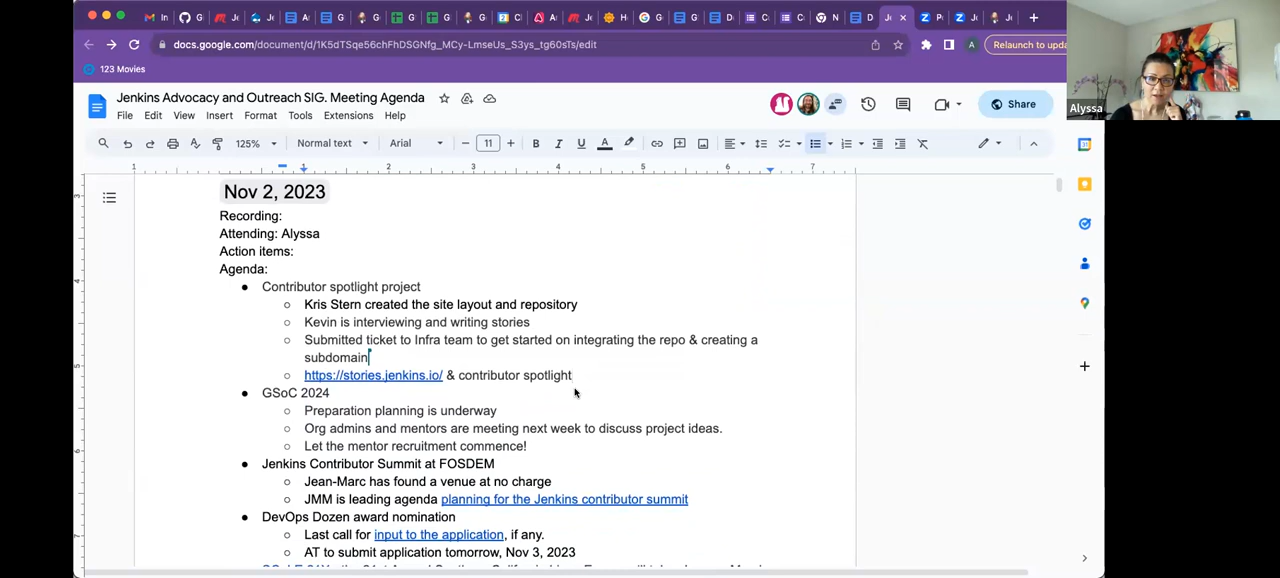 docs.google.com/document/d/1K5dTSqe56chFhDSGNfg_MCy-LmseUs_S3ys_tg60sTs/edit
Relaunch to upda
123 Movies
Alyssa
Jenkins Advocacy and Outreach SIG. Meeting Agenda
File Edit View Insert Format Tools Extensions Help
Share
125% Normal text Arial 11
Nov 2, 2023
Recording:
Attending: Alyssa
Action items:
Agenda:
Contributor spotlight project
Kris Stern created the site layout and repository
Kevin is interviewing and writing stories
Submitted ticket to Infra team to get started on integrating the repo & creating a
subdomain
https://stories.jenkins.io/ & contributor spotlight
GSoC 2024
Preparation planning is underway
Org admins and mentors are meeting next week to discuss project ideas.
Let the mentor recruitment commence!
Jenkins Contributor Summit at FOSDEM
Jean-Marc has found a venue at no charge
JMM is leading agenda planning for the Jenkins contributor summit
DevOps Dozen award nomination
Last call for input to the application, if any.
AT to submit application tomorrow, Nov 3, 2023